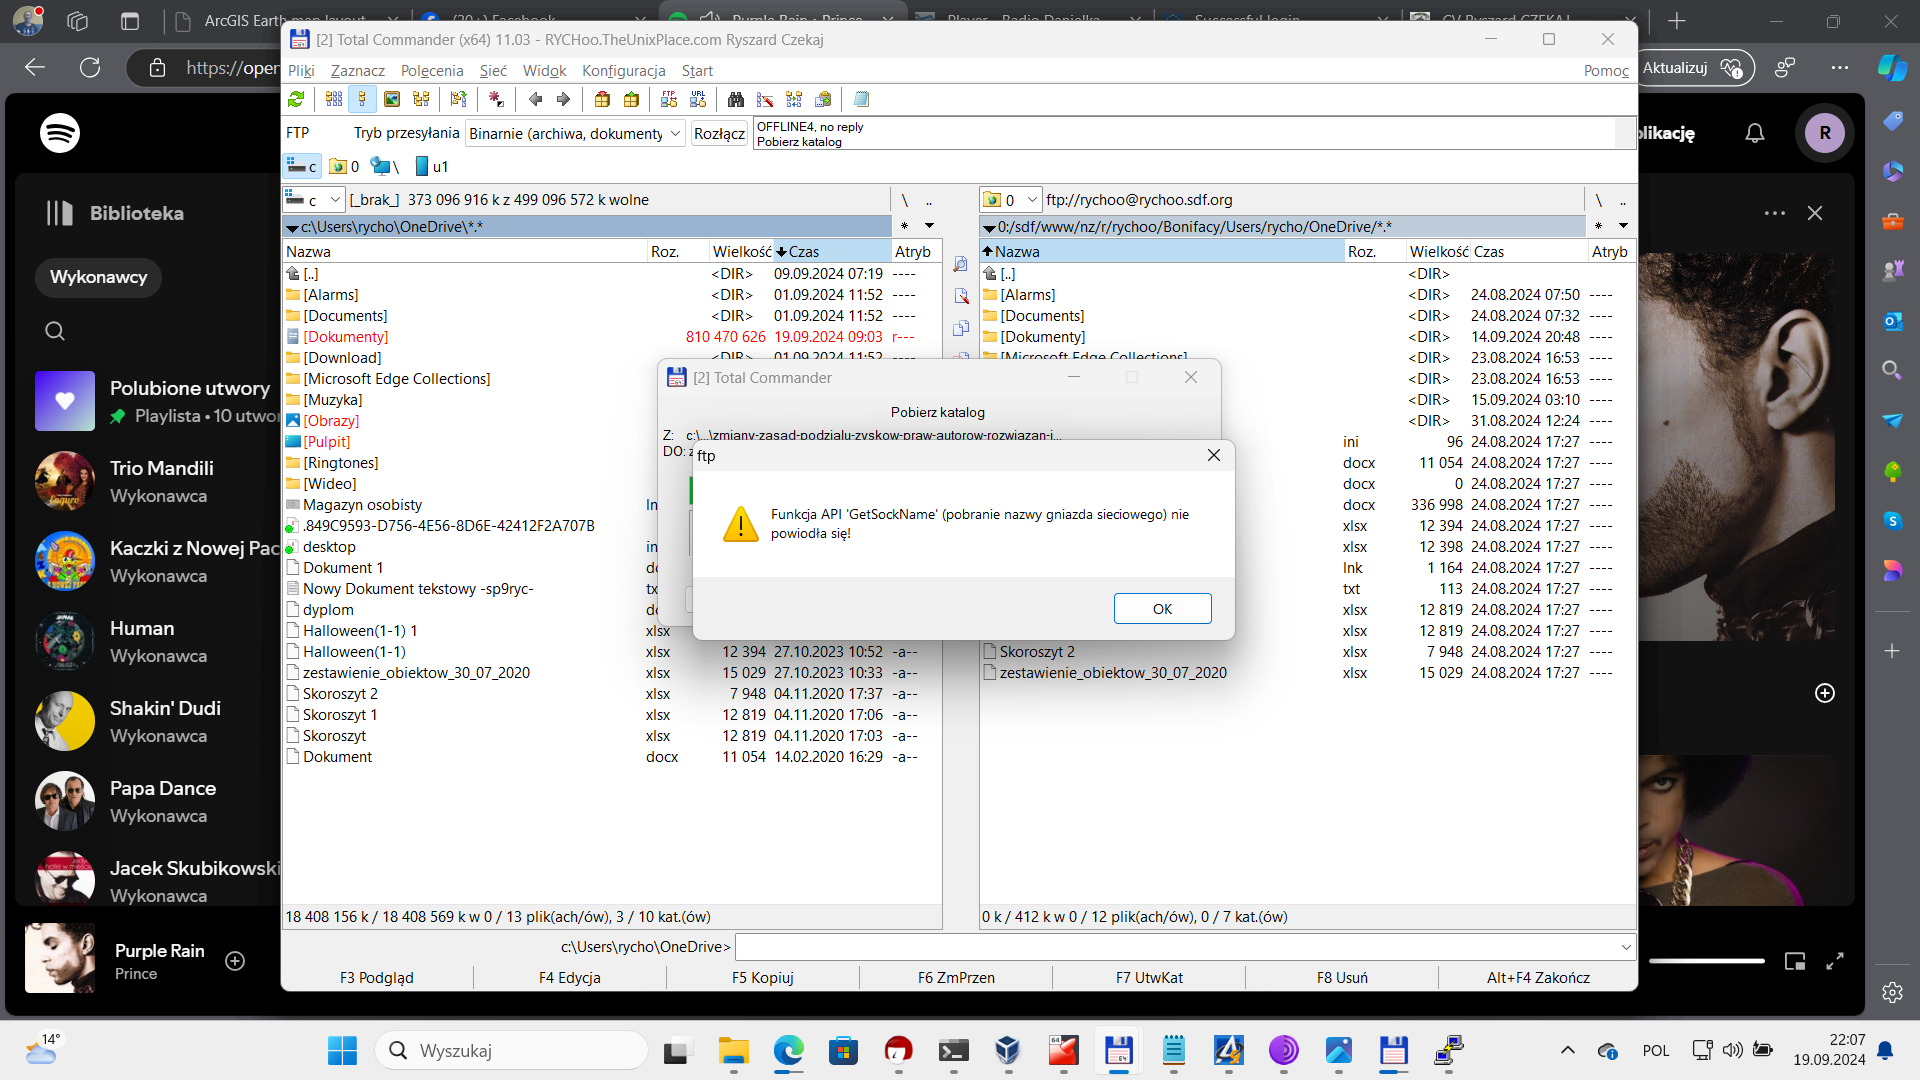 ArcGIS Earth map layout
(20+) Facebook
Purple Rain • Prince
Player - Radio Danielka
Successful login
CV Ryszard CZEKAJ
https://open
Aktualizuj
[2] Total Commander (x64) 11.03 - RYCHoo.TheUnixPlace.com Ryszard Czekaj
Pliki Zaznacz Polecenia Sieć Widok Konfiguracja Start Pomoc
FTP Tryb przesyłania Binarnie (archiwa, dokumenty Rozłącz
OFFLINE4, no reply
Pobierz katalog
c 0 \ u1
c [_brak_] 373 096 916 k z 499 096 572 k wolne \ ..
c:\Users\rycho\OneDrive\*.* * 
Nazwa Roz. Wielkość Czas Atryb
[..] <DIR> 09.09.2024 07:19 ----
[Alarms] <DIR> 01.09.2024 11:52 ----
[Documents] <DIR> 01.09.2024 11:52 ----
[Dokumenty] 810 470 626 19.09.2024 09:03 r---
[Download] <DIR> 01.09.2024 11:52 ----
[Microsoft Edge Collections]
[Muzyka]
[Obrazy]
[Pulpit]
[Ringtones]
[Wideo]
Magazyn osobisty ln
.849C9593-D756-4E56-8D6E-42412F2A707B
desktop in
Dokument 1 do
Nowy Dokument tekstowy -sp9ryc- tx
dyplom do
Halloween(1-1) 1 xlsx
Halloween(1-1) xlsx 12 394 27.10.2023 10:52 -a--
zestawienie_obiektow_30_07_2020 xlsx 15 029 27.10.2023 10:33 -a--
Skoroszyt 2 xlsx 7 948 04.11.2020 17:37 -a--
Skoroszyt 1 xlsx 12 819 04.11.2020 17:06 -a--
Skoroszyt xlsx 12 819 04.11.2020 17:03 -a--
Dokument docx 11 054 14.02.2020 16:29 -a--
18 408 156 k / 18 408 569 k w 0 / 13 plik(ach/ów), 3 / 10 kat.(ów)
0 ftp://rychoo@rychoo.sdf.org \ ..
0:/sdf/www/nz/r/rychoo/Bonifacy/Users/rycho/OneDrive/*.* *
Nazwa Roz. Wielkość Czas Atryb
[..] <DIR>
[Alarms] <DIR> 24.08.2024 07:50 ----
[Documents] <DIR> 24.08.2024 07:32 ----
[Dokumenty] <DIR> 14.09.2024 20:48 ----
[Microsoft Edge Collections] <DIR> 23.08.2024 16:53 ----
<DIR> 23.08.2024 16:53 ----
<DIR> 15.09.2024 03:10 ----
<DIR> 31.08.2024 12:24 ----
ini 96 24.08.2024 17:27 ----
docx 11 054 24.08.2024 17:27 ----
docx 0 24.08.2024 17:27 ----
docx 336 998 24.08.2024 17:27 ----
xlsx 12 394 24.08.2024 17:27 ----
xlsx 12 398 24.08.2024 17:27 ----
lnk 1 164 24.08.2024 17:27 ----
txt 113 24.08.2024 17:27 ----
xlsx 12 819 24.08.2024 17:27 ----
xlsx 12 819 24.08.2024 17:27 ----
Skoroszyt 2 xlsx 7 948 24.08.2024 17:27 ----
zestawienie_obiektow_30_07_2020 xlsx 15 029 24.08.2024 17:27 ----
0 k / 412 k w 0 / 12 plik(ach/ów), 0 / 7 kat.(ów)
[2] Total Commander
Pobierz katalog
Z: c:\...\zmiany-zasad-podzialu-zyskow-praw-autorow-rozwiazan-i...
DO: z
ftp
Funkcja API 'GetSockName' (pobranie nazwy gniazda sieciowego) nie
powiodła się!
OK
c:\Users\rycho\OneDrive>
F3 Podgląd F4 Edycja F5 Kopiuj F6 ZmPrzen F7 UtwKat F8 Usuń Alt+F4 Zakończ
plikację
R
Biblioteka
Wykonawcy
Polubione utwory
Playlista • 10 utwor
Trio Mandili
Wykonawca
Kaczki z Nowej Pac
Wykonawca
Human
Wykonawca
Shakin' Dudi
Wykonawca
Papa Dance
Wykonawca
Jacek Skubikowski
Wykonawca
Purple Rain
Prince
14°
Wyszukaj
POL
22:07
19.09.2024